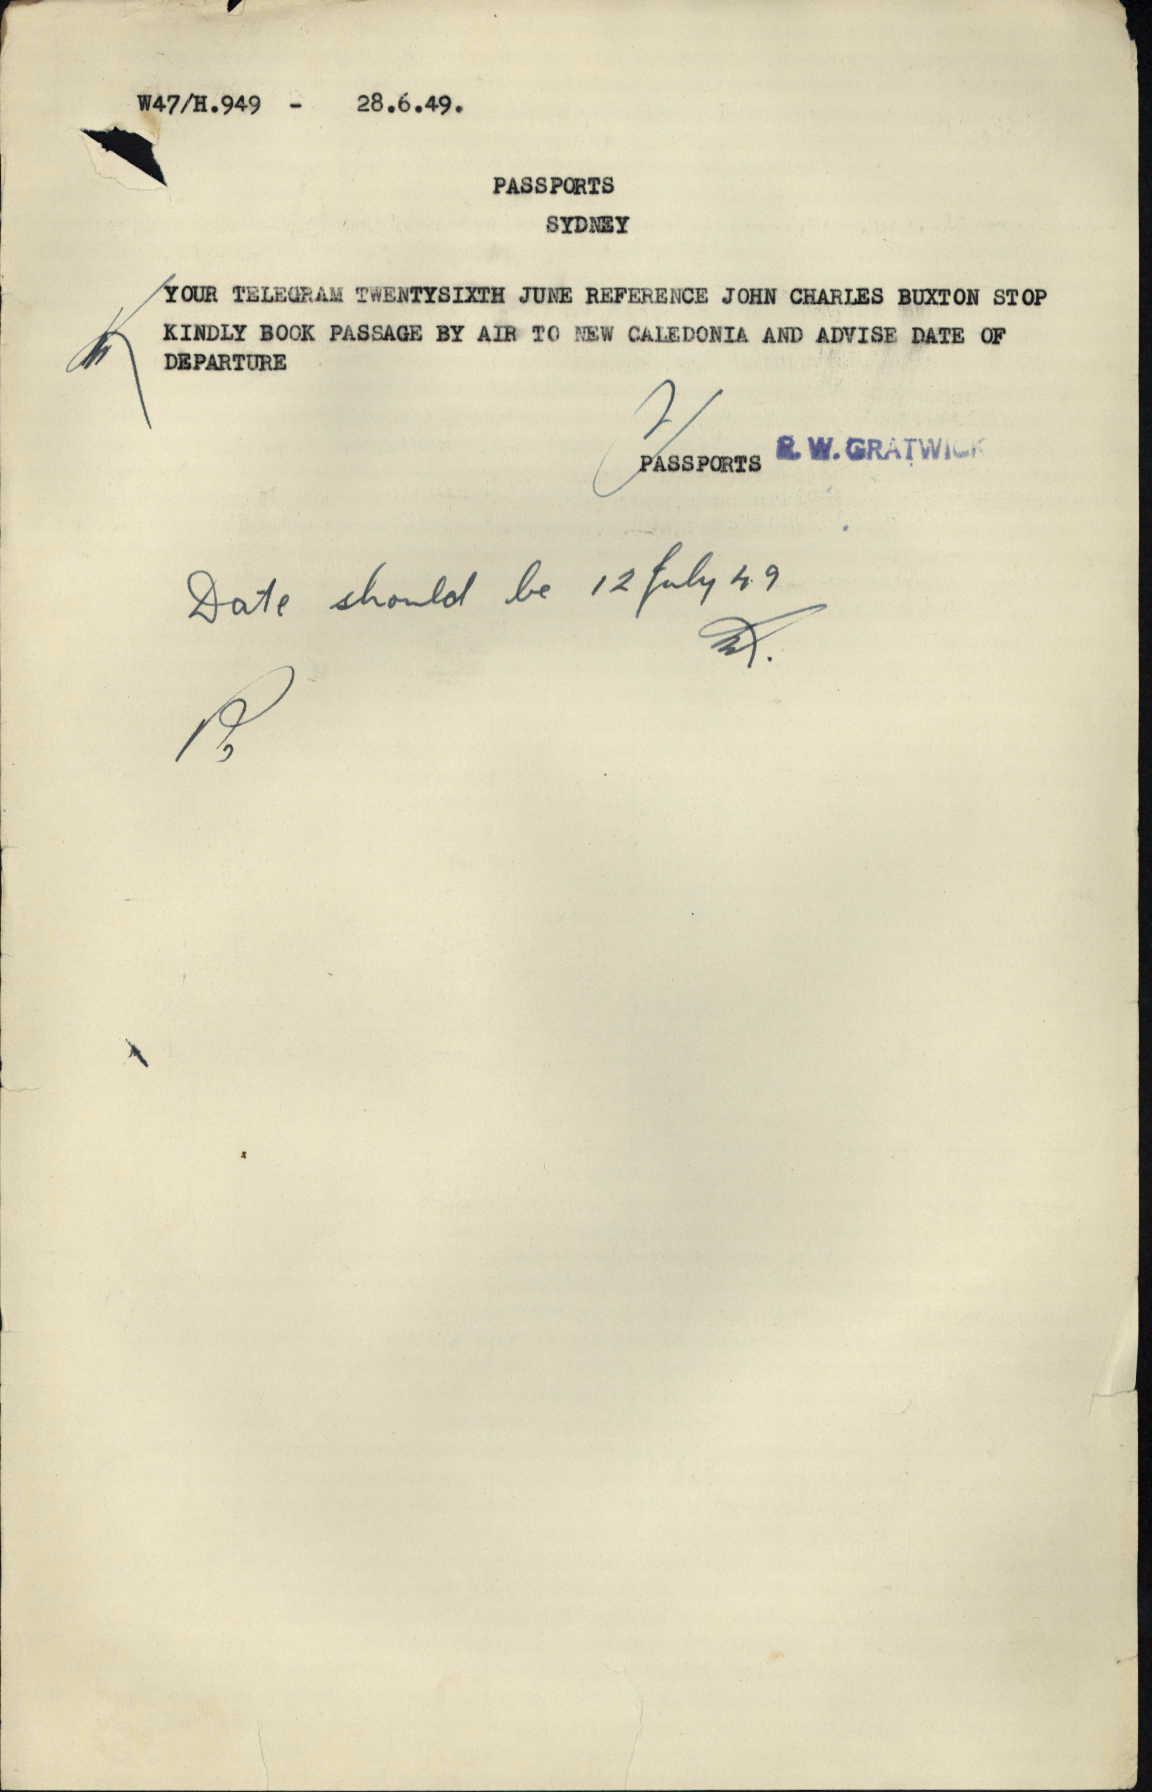 W47/H.949 - 28.6.49.
PASSPORTS
SYDNEY
YOUR TELEGRAM TWENTYSIXTH JUNE REFERENCE JOHN CHARLES BUXTON STOP
KINDLY BOOK PASSAGE BY AIR TO NEW CALEDONIA AND ADVISE DATE OF
DEPARTURE
PASSPORTS R.W.GRATWICK
Date should be 12 July 49